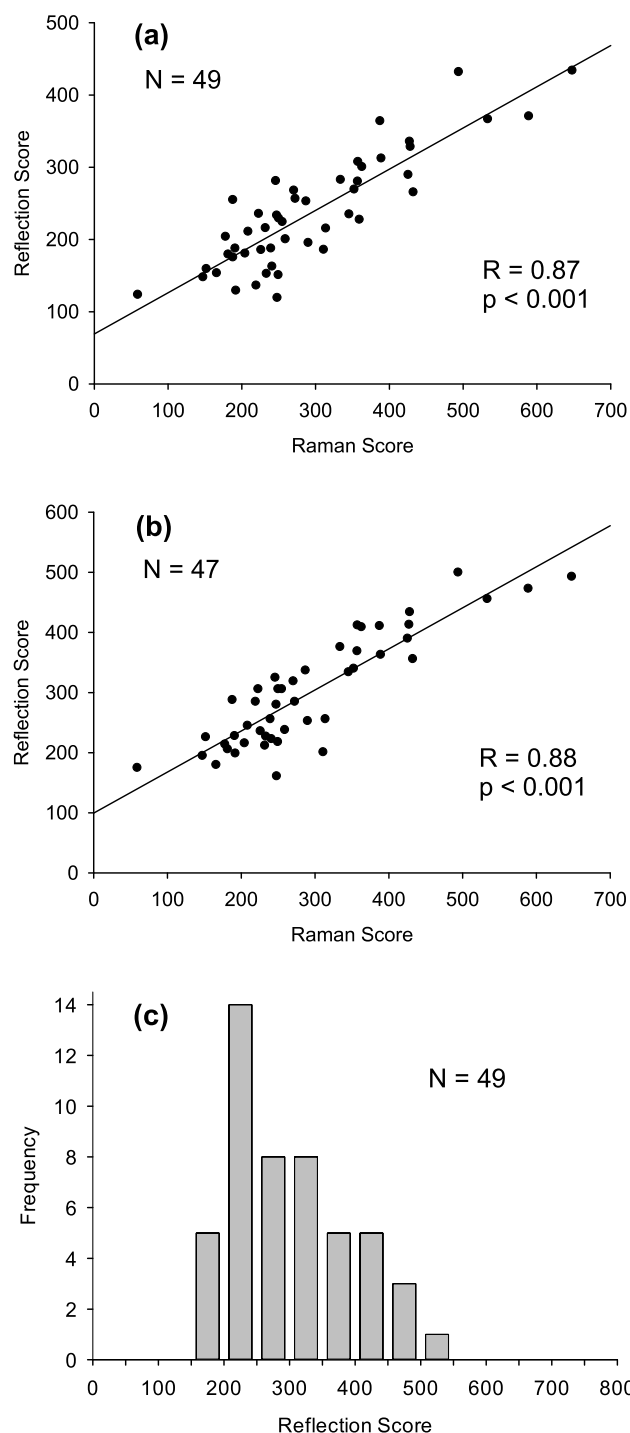 (a)
N = 49
500
400
300
200
100
0
Reflection Score
R = 0.87
p < 0.001
0 100 200 300 400 500 600 700
Raman Score
(b)
N = 47
600
500
400
300
200
100
0
Reflection Score
R = 0.88
p < 0.001
0 100 200 300 400 500 600 700
Raman Score
(c)
N = 49
14
12
10
8
6
4
2
0
Frequency
0 100 200 300 400 500 600 700 800
Reflection Score